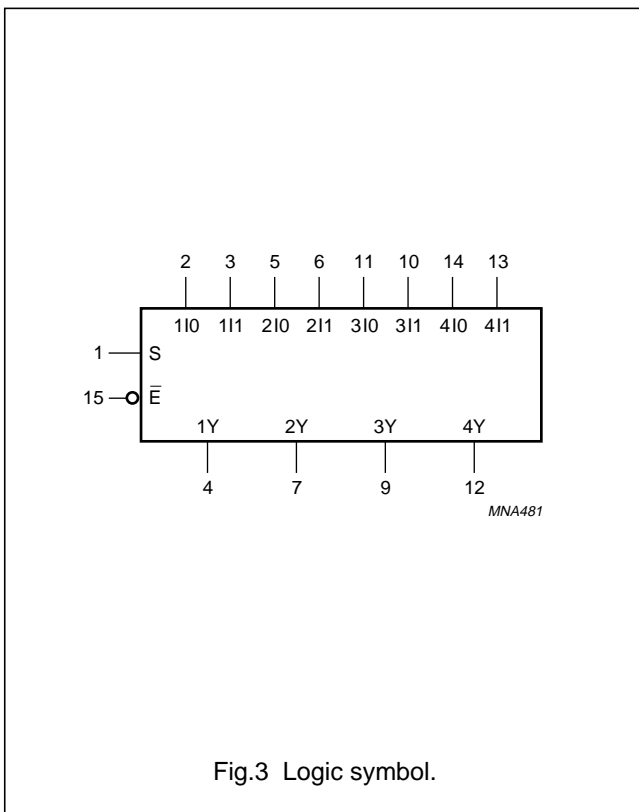 2 3 5 6 11 10 14 13
1I0 1I1 2I0 2I1 3I0 3I1 4I0 4I1
1 S
15 E̅
1Y 2Y 3Y 4Y
4 7 9 12
MNA481
Fig.3 Logic symbol.